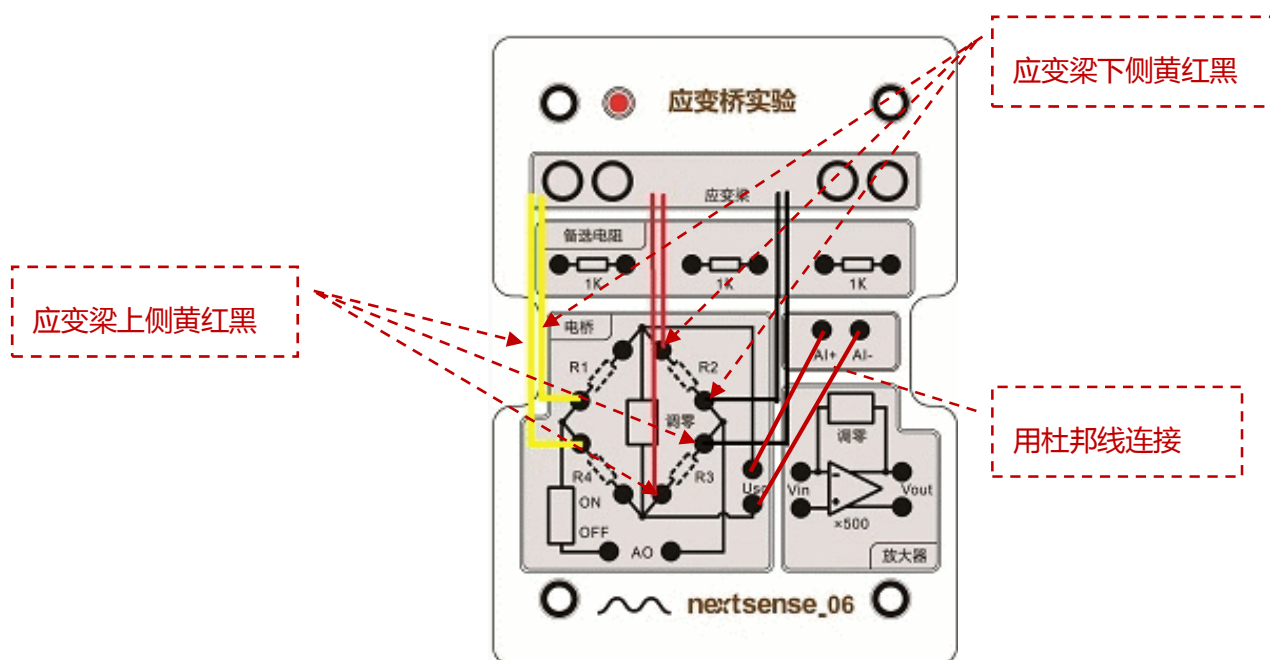 应变梁下侧黄红黑
应变桥实验
应变梁
备选电阻
1K
1K
1K
应变梁上侧黄红黑
电桥
AI+
AI-
R1
R2
调零
调零
用杜邦线连接
R4
R3
Usc
Vin
Vout
ON
×500
OFF
AO
放大器
nextsense_06